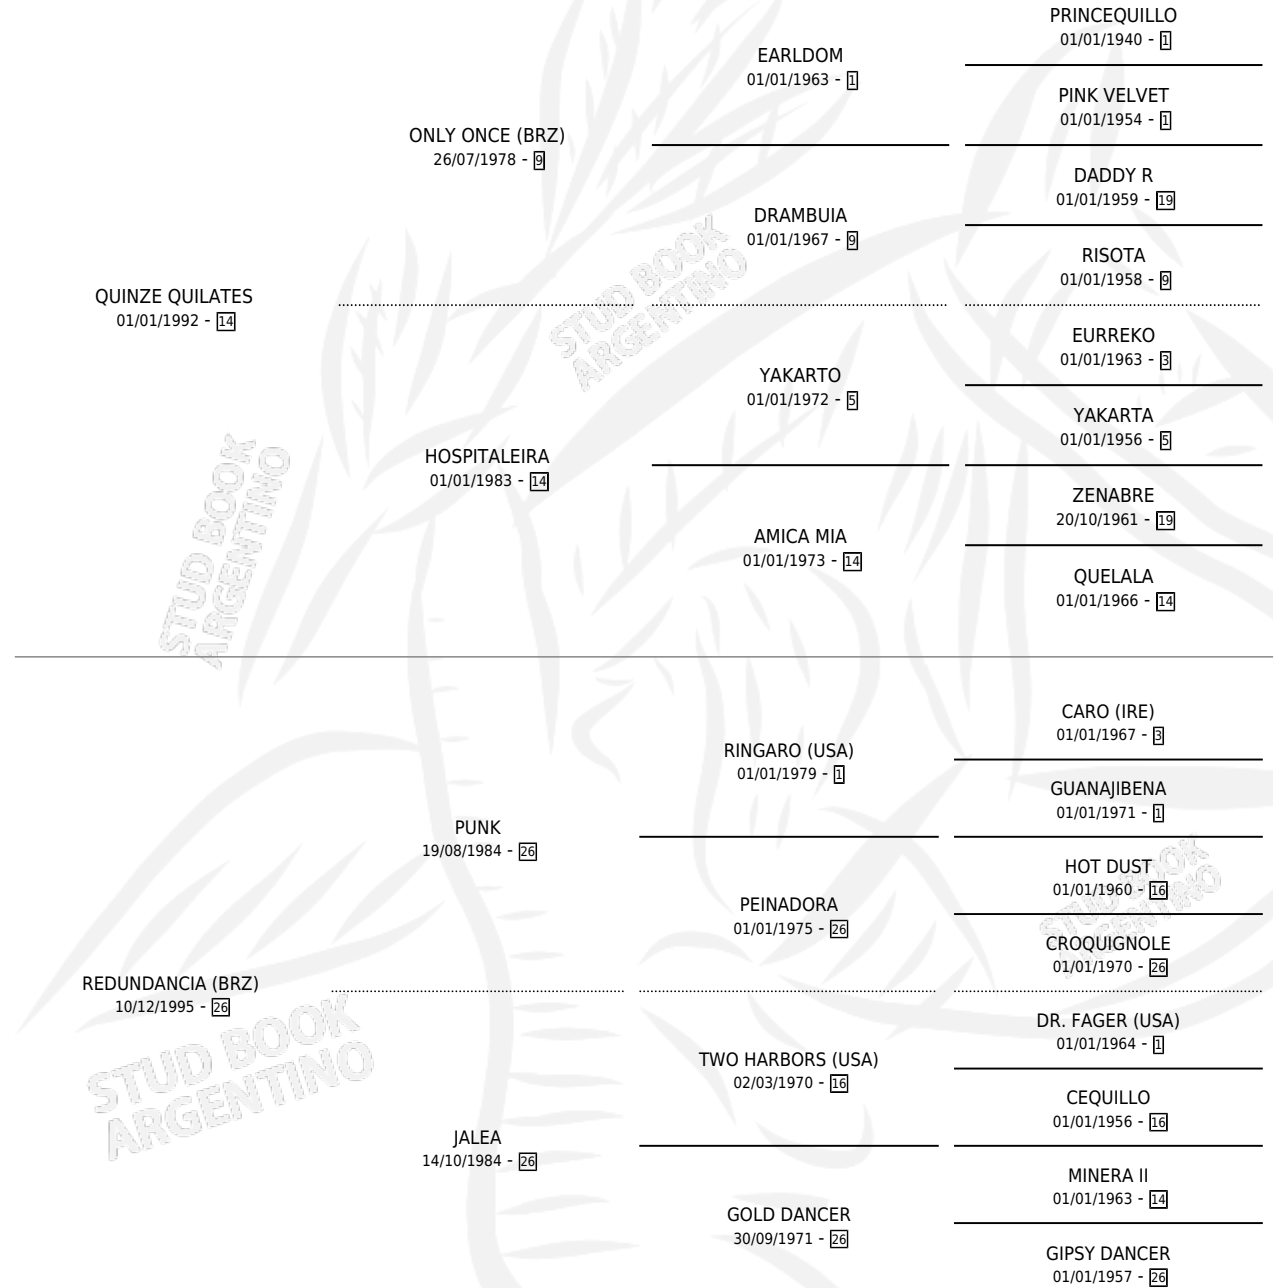 PRINCEQUILLO
01/01/1940 - 1
EARLDOM
01/01/1963 - 1
PINK VELVET
01/01/1954 - 1
ONLY ONCE (BRZ)
26/07/1978 - 9
DADDY R
01/01/1959 - 19
DRAMBUIA
01/01/1967 - 9
RISOTA
01/01/1958 - 9
QUINZE QUILATES
01/01/1992 - 14
EURREKO
01/01/1963 - 3
YAKARTO
01/01/1972 - 5
YAKARTA
01/01/1956 - 5
HOSPITALEIRA
01/01/1983 - 14
ZENABRE
20/10/1961 - 19
AMICA MIA
01/01/1973 - 14
QUELALA
01/01/1966 - 14
STUD BOOK
ARGENTINO
STUD BOOK
ARGENTINO
CARO (IRE)
01/01/1967 - 3
RINGARO (USA)
01/01/1979 - 1
GUANAJIBENA
01/01/1971 - 1
PUNK
19/08/1984 - 26
HOT DUST
01/01/1960 - 16
PEINADORA
01/01/1975 - 26
CROQUIGNOLE
01/01/1970 - 26
STUD BOOK
ARGENTINO
REDUNDANCIA (BRZ)
10/12/1995 - 26
DR. FAGER (USA)
01/01/1964 - 1
TWO HARBORS (USA)
02/03/1970 - 16
CEQUILLO
01/01/1956 - 16
JALEA
14/10/1984 - 26
MINERA II
01/01/1963 - 14
GOLD DANCER
30/09/1971 - 26
GIPSY DANCER
01/01/1957 - 26
STUD BOOK
ARGENTINO